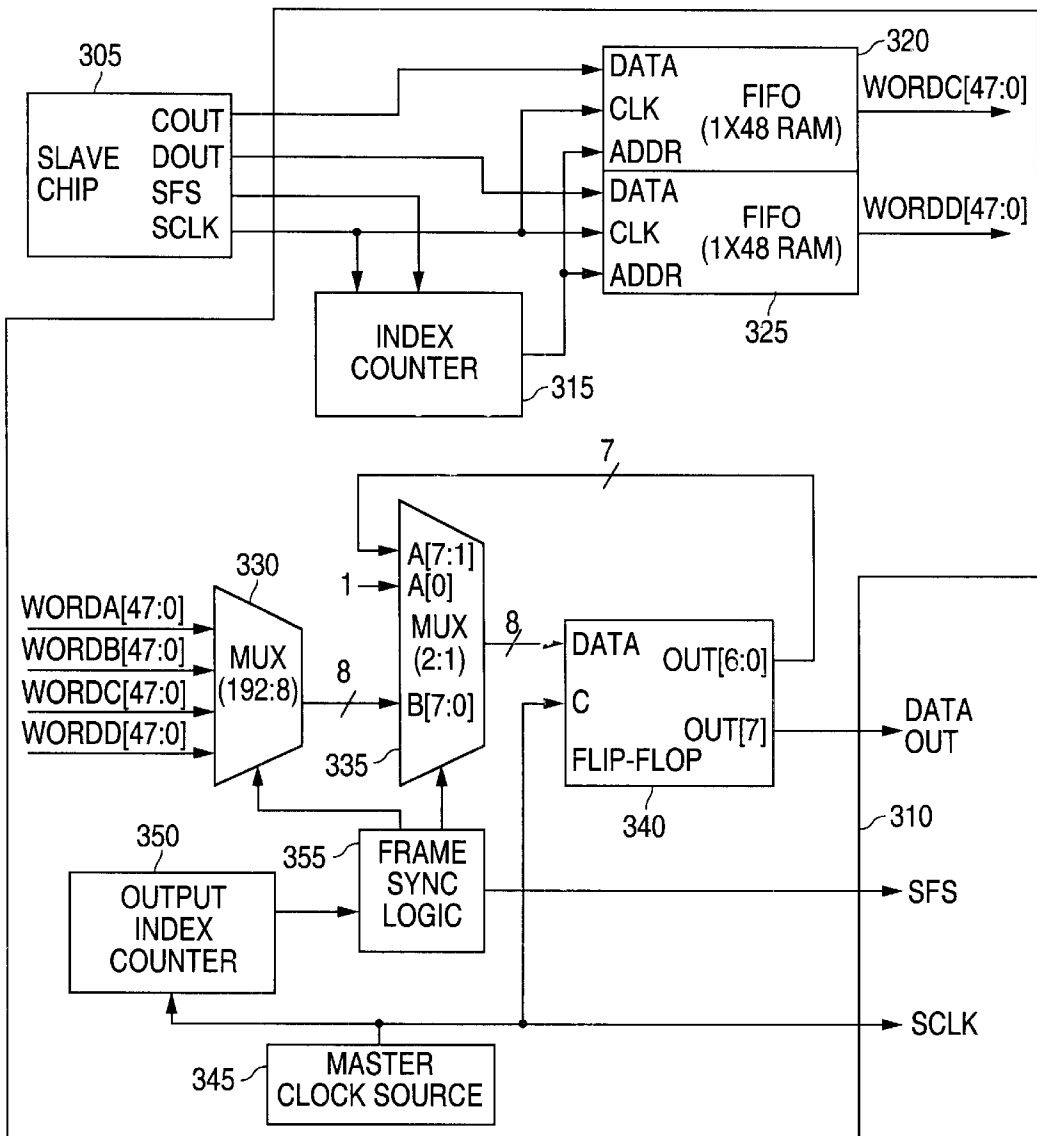 305
SLAVE
CHIP
COUT
DOUT
SFS
SCLK
320
DATA
CLK
ADDR
FIFO
(1X48 RAM)
WORDC[47:0]
DATA
CLK
ADDR
FIFO
(1X48 RAM)
WORDD[47:0]
325
INDEX
COUNTER
315
7
330
WORDA[47:0]
WORDB[47:0]
WORDC[47:0]
WORDD[47:0]
MUX
(192:8)
8
1
A[7:1]
A[0]
MUX
(2:1)
B[7:0]
335
8
DATA
C
OUT[6:0]
OUT[7]
FLIP-FLOP
340
DATA
OUT
310
350
OUTPUT
INDEX
COUNTER
355
FRAME
SYNC
LOGIC
SFS
SCLK
345
MASTER
CLOCK SOURCE